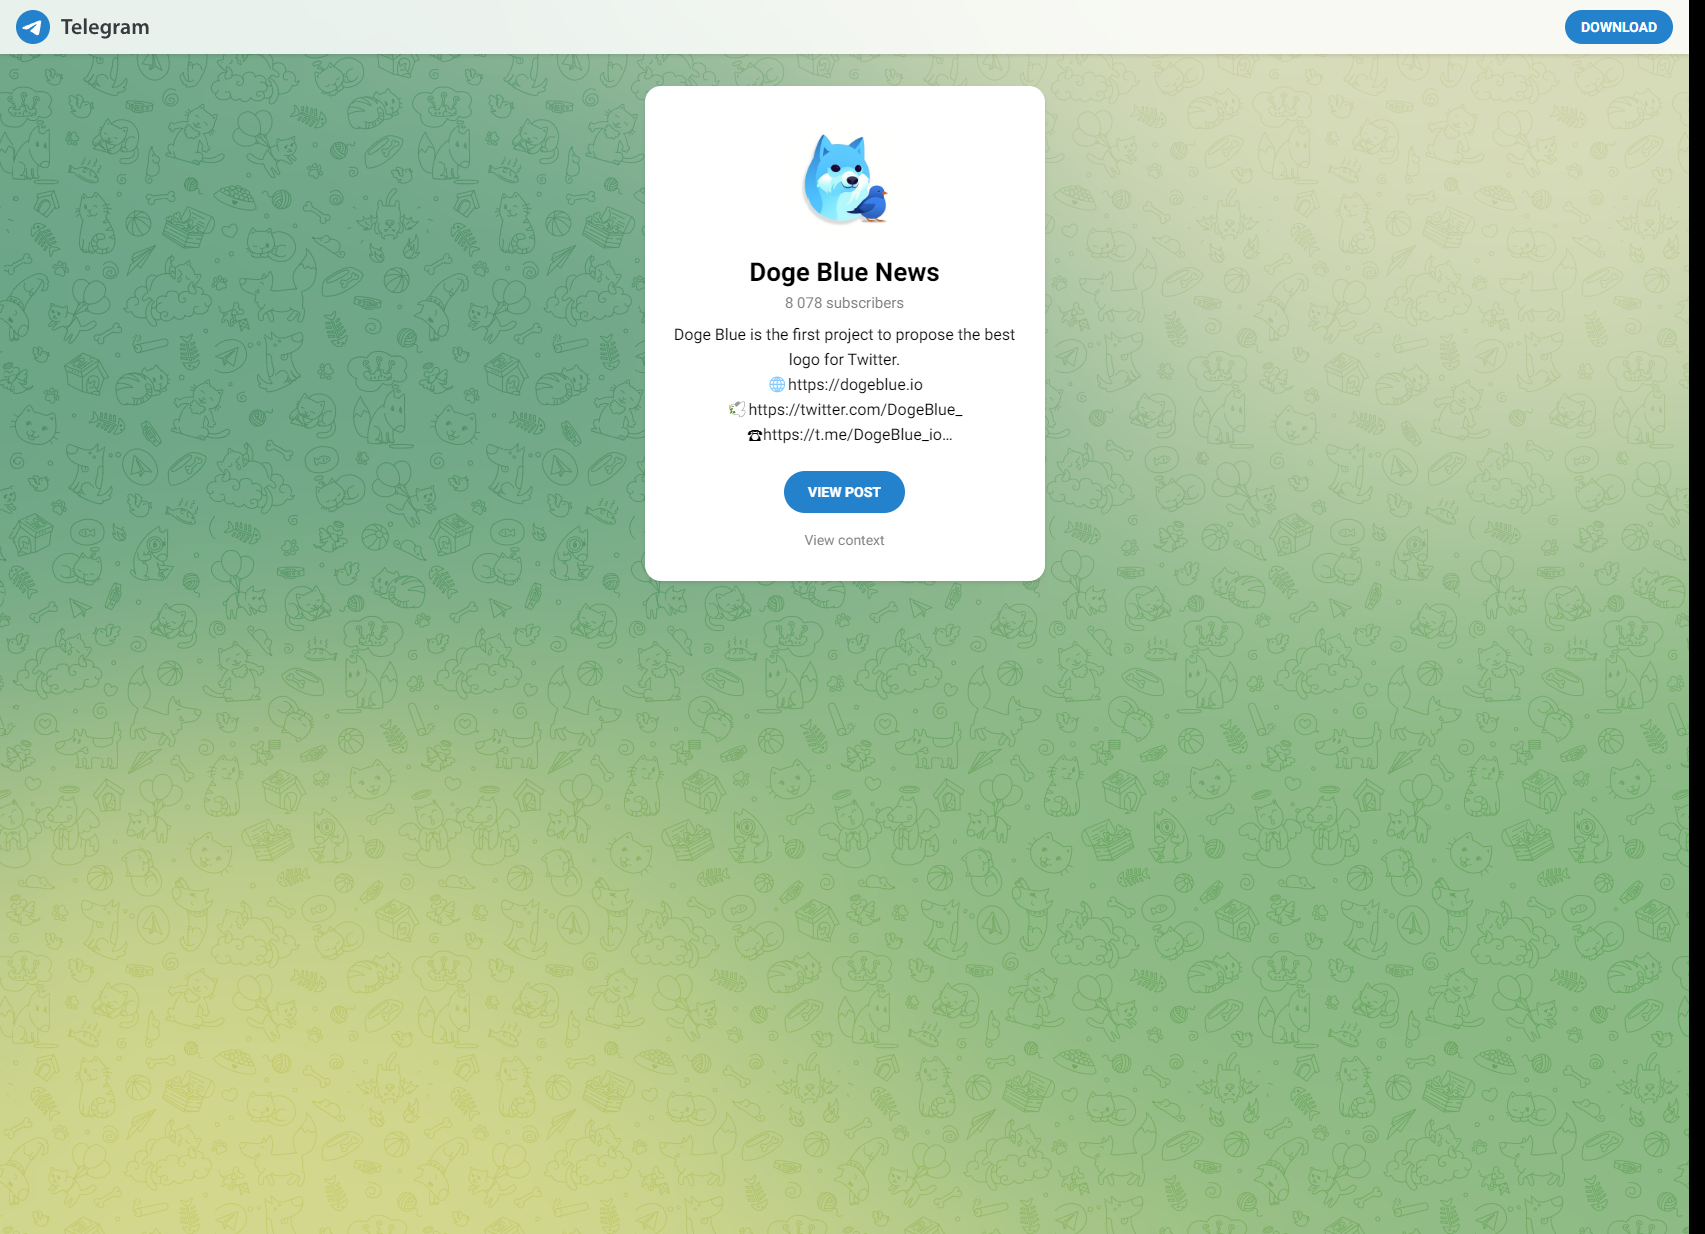 Telegram
DOWNLOAD
Doge Blue News
8 078 subscribers
Doge Blue is the first project to propose the best
logo for Twitter.
🌐https://dogeblue.io
🕊https://twitter.com/DogeBlue_
☎https://t.me/DogeBlue_io...
VIEW POST
View context